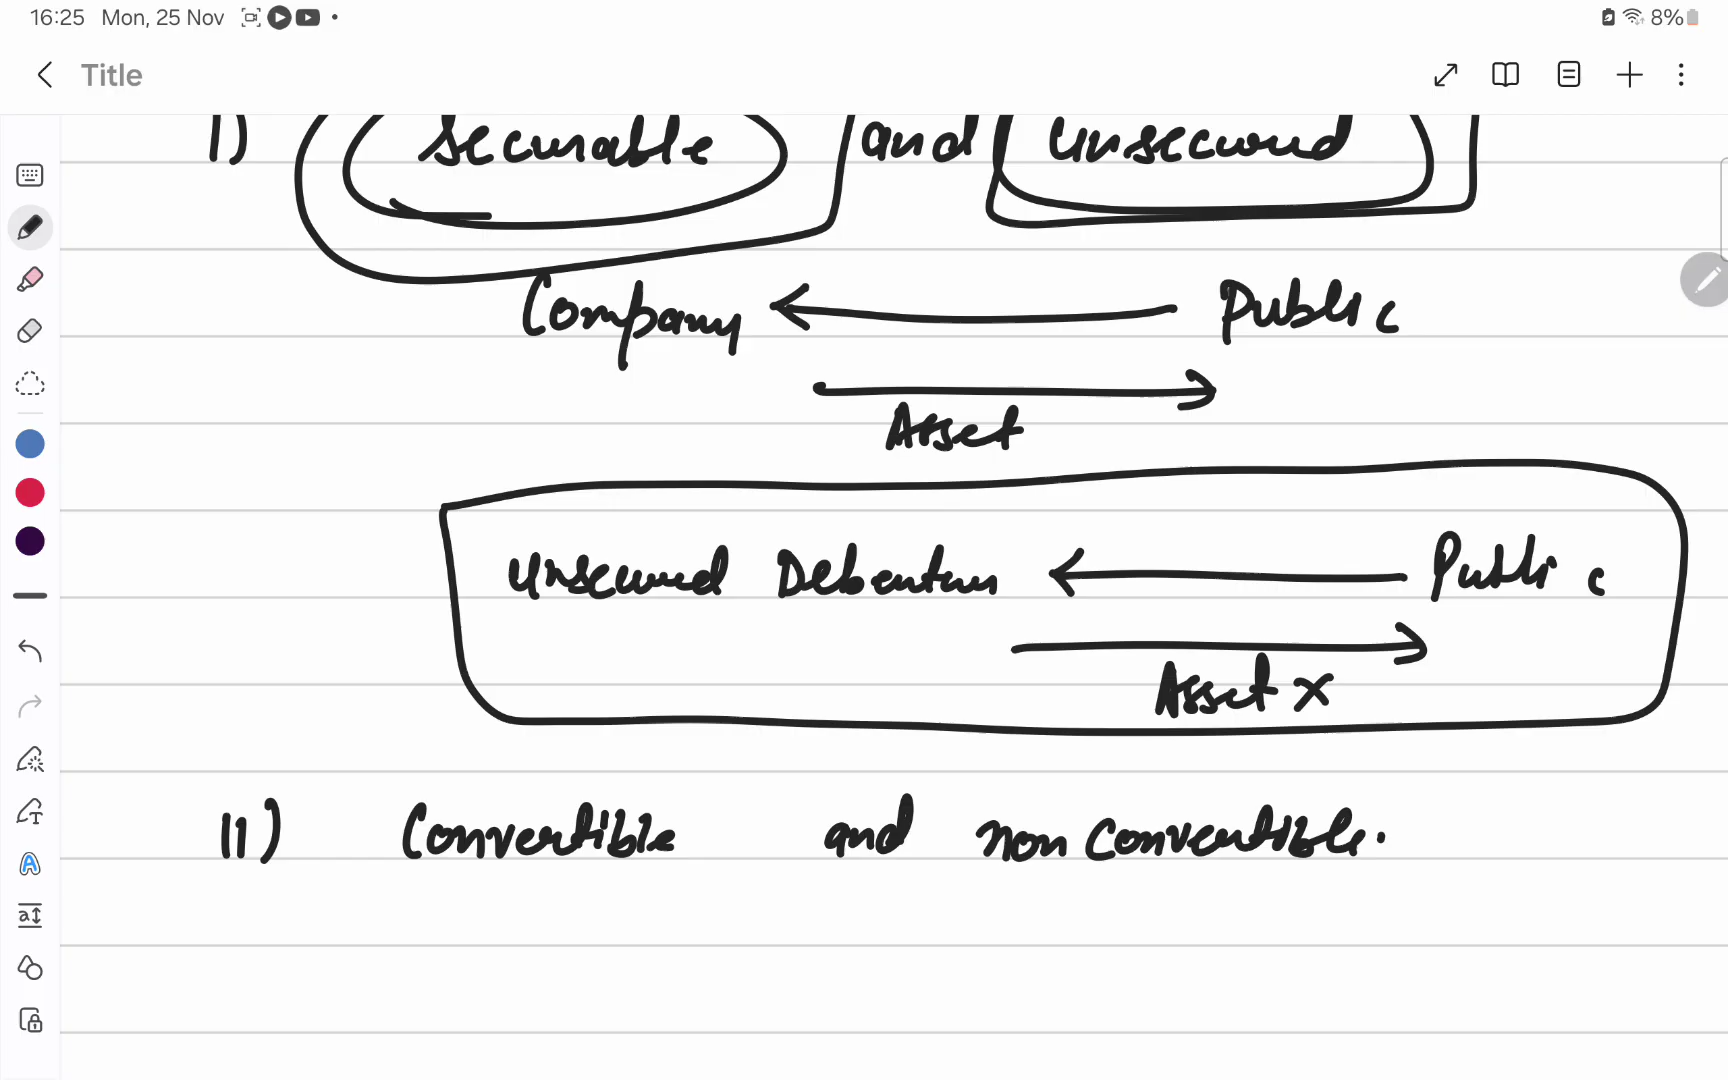 16:25 Mon, 25 Nov 8%
Title
I) Securable and Unsecured
Company Public
Asset
Unsecured Debenture Public
Asset x
II) Convertible and non Convertible.